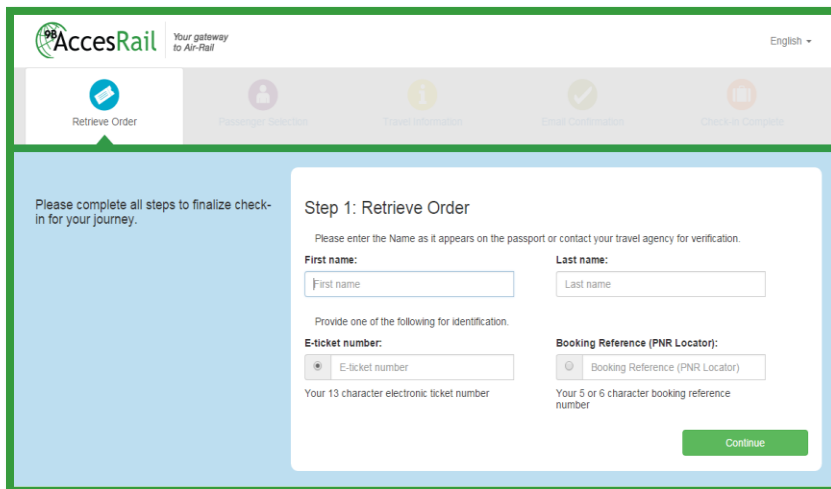 9B
AccesRail
Your gateway
to Air-Rail
English
Retrieve Order
Passenger Selection
Travel Information
Email Confirmation
Check-in Complete
Please complete all steps to finalize check-
in for your journey.
Step 1: Retrieve Order
Please enter the Name as it appears on the passport or contact your travel agency for verification.
First name:
Last name:
First name
Last name
Provide one of the following for identification.
E-ticket number:
Booking Reference (PNR Locator):
E-ticket number
Booking Reference (PNR Locator)
Your 13 character electronic ticket number
Your 5 or 6 character booking reference
number
Continue